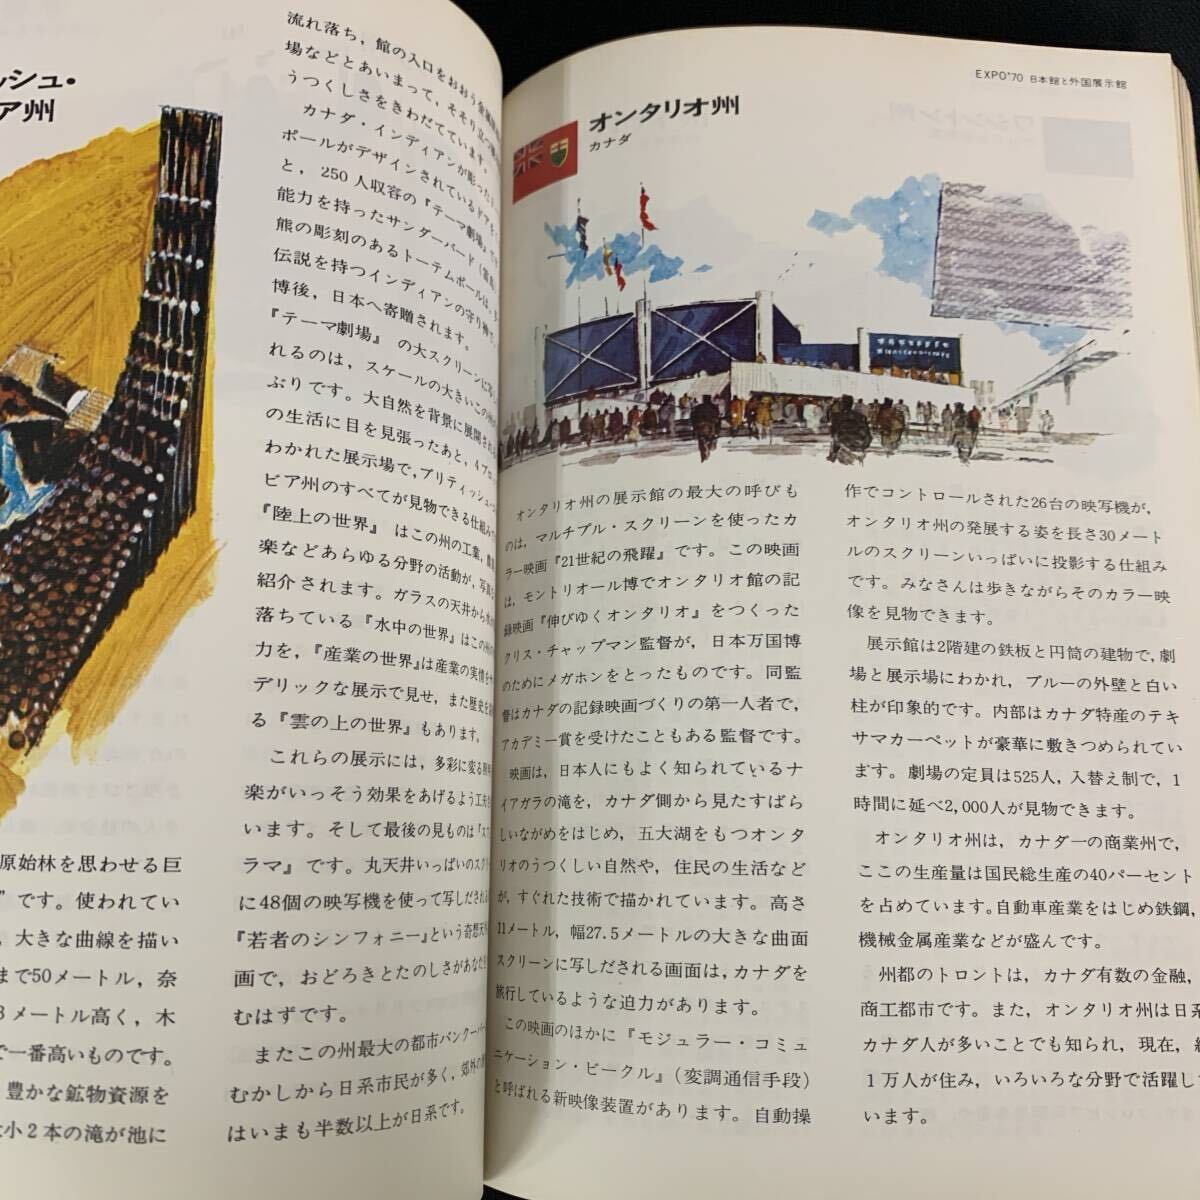 ッシュ・
ア州
流れ落ち，館の入口をおおう金属
場などとあいまって，そそり立つ
うつくしさをきわだてています。
カナダ・インディアンが彫った
ポールがデザインされているドア
と，250人収容の『テーマ劇場』で
能力を持ったサンダーバード
熊の彫刻のあるトーテムポールは，
伝説を持つインディアンの守り神で，
博後，日本へ寄贈されます。
『テーマ劇場』の大スクリーンに
れるのは，スケールの大きいこの州の
ぶりです。大自然を背景に展開され
の生活に目を見張ったあと，4ブロッ
わかれた展示場で，ブリティッシュ・
ビア州のすべてが見物できる仕組み
『陸上の世界』はこの州の工業，
楽などあらゆる分野の活動が，写真
紹介されます。ガラスの天井から水
落ちている『水中の世界』はこの州の
力を，『産業の世界』は産業の実情を
デリックな展示で見せ，また歴史を
る『雲の上の世界』もあります。
これらの展示には，多彩に変る照明
楽がいっそう効果をあげるよう工夫
います。そして最後の見ものは『
ラマ』です。丸天井いっぱいのスクリ
に48個の映写機を使って写しだされる
『若者のシンフォニー』という奇想天
画で，おどろきとたのしさがあなた
むはずです。
またこの州最大の都市バンクーバー
むかしから日系市民が多く，郊外の
はいまも半数以上が日系です。
原始林を思わせる巨
"です。使われてい
，大きな曲線を描い
まで50メートル，奈
3メートル高く，木
で一番高いものです。
豊かな鉱物資源を
大小2本の滝が池に
EXPO'70 日本館と外国展示館
オンタリオ州
カナダ
オンタリオ州の展示館の最大の呼びも
のは，マルチプル・スクリーンを使ったカ
ラー映画『21世紀の飛躍』です。この映画
は，モントリオール博でオンタリオ館の記
録映画『伸びゆくオンタリオ』をつくった
クリス・チャップマン監督が，日本万国博
のためにメガホンをとったものです。同監
督はカナダの記録映画づくりの第一人者で，
アカデミー賞を受けたこともある監督です。
映画は，日本人にもよく知られているナ
イアガラの滝を，カナダ側から見たすばら
しいながめをはじめ，五大湖をもつオンタ
リオのうつくしい自然や，住民の生活など
が，すぐれた技術で描かれています。高さ
11メートル，幅27.5メートルの大きな曲面
スクリーンに写しだされる画面は，カナダを
旅行しているような迫力があります。
この映画のほかに『モジュラー・コミュ
ニケーション・ビークル』（変調通信手段）
と呼ばれる新映像装置があります。自動操
作でコントロールされた26台の映写機が，
オンタリオ州の発展する姿を長さ30メート
ルのスクリーンいっぱいに投影する仕組み
です。みなさんは歩きながらそのカラー映
像を見物できます。
展示館は2階建の鉄板と円筒の建物で，劇
場と展示場にわかれ，ブルーの外壁と白い
柱が印象的です。内部はカナダ特産のテキ
サマカーペットが豪華に敷きつめられてい
ます。劇場の定員は525人，入替え制で，1
時間に延べ2,000人が見物できます。
オンタリオ州は，カナダ一の商業州で，
ここの生産量は国民総生産の40パーセント
を占めています。自動車産業をはじめ鉄鋼，
機械金属産業などが盛んです。
州都のトロントは，カナダ有数の金融，
商工都市です。また，オンタリオ州は日系
カナダ人が多いことでも知られ，現在，
1万人が住み，いろいろな分野で活躍して
います。